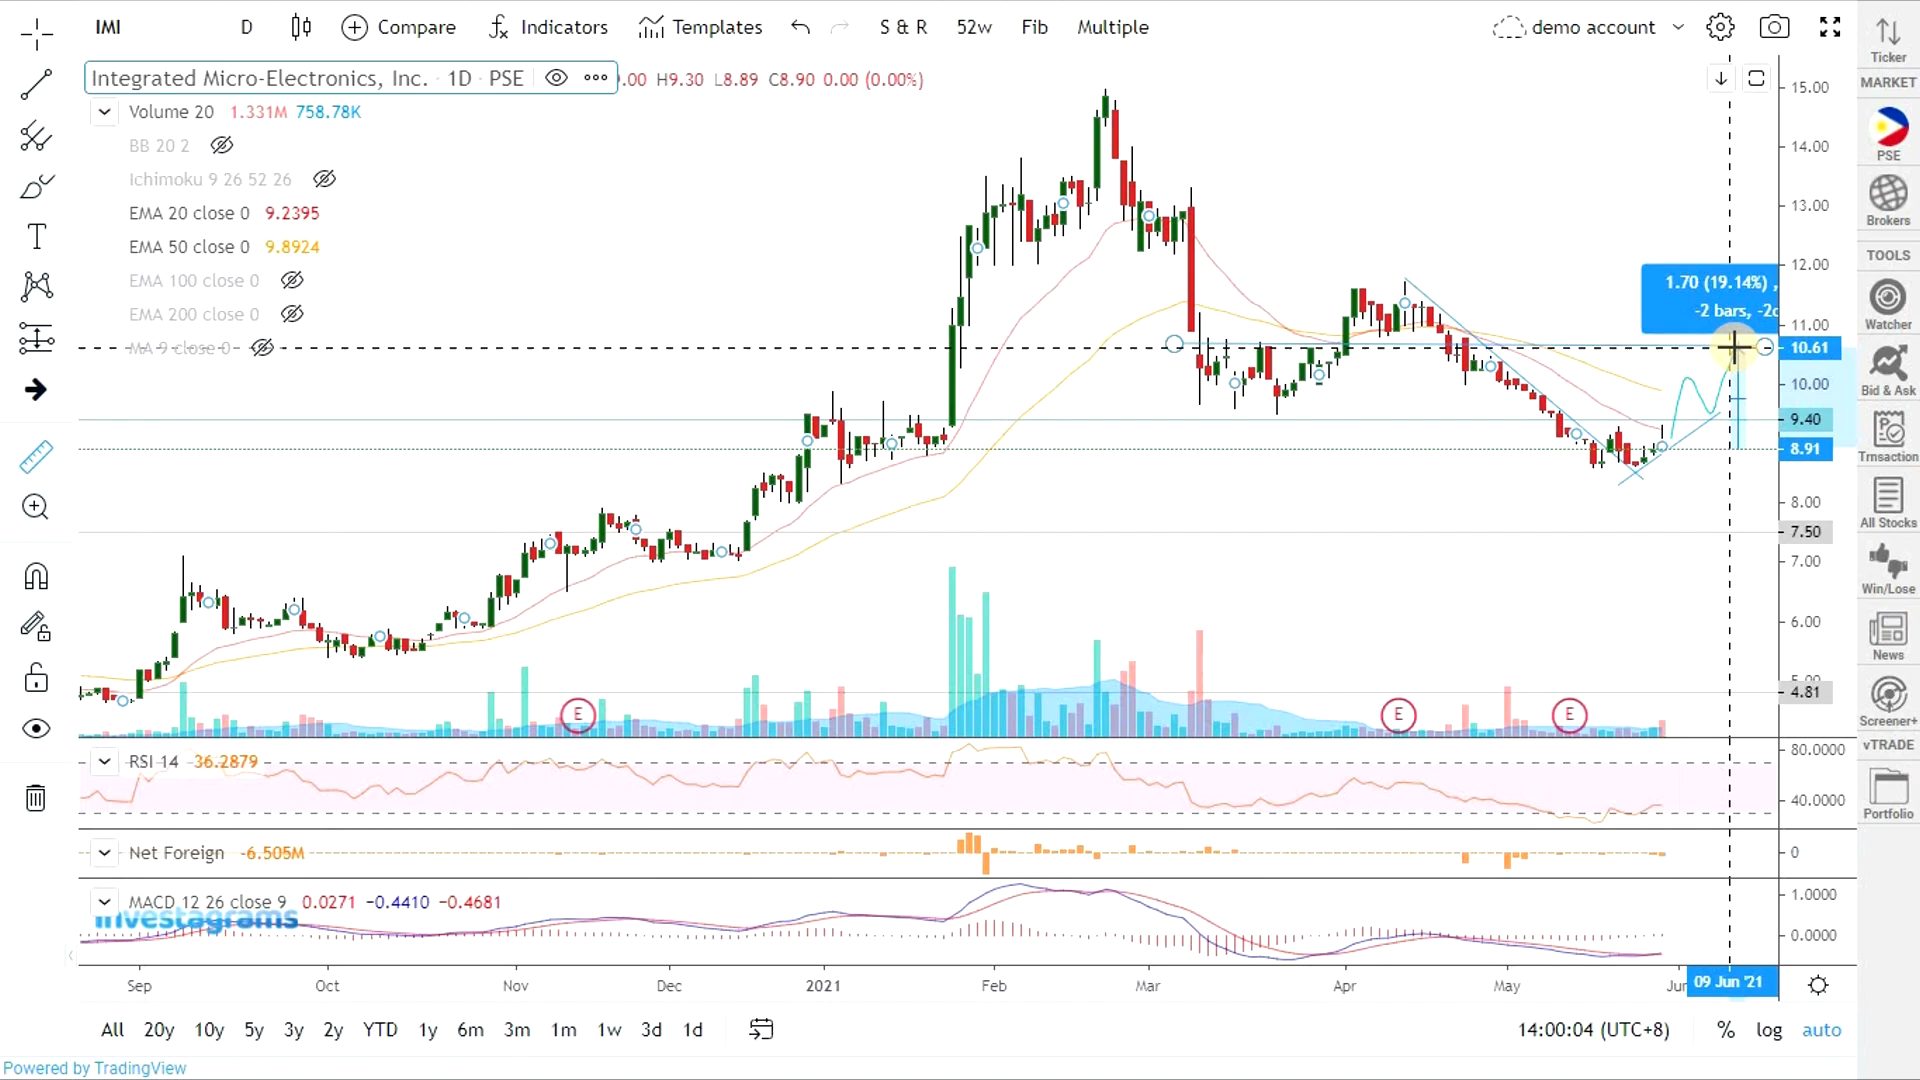 IMI D Compare Indicators Templates S & R 52w Fib Multiple demo account
Ticker
Integrated Micro-Electronics, Inc. · 1D · PSE .00 H9.30 L8.89 C8.90 0.00 (0.00%)
Volume 20 1.331M 758.78K
BB 20 2
Ichimoku 9 26 52 26
EMA 20 close 0 9.2395
EMA 50 close 0 9.8924
EMA 100 close 0
EMA 200 close 0
MA 9 close 0
1.70 (19.14%) ,
-2 bars, -2d
15.00
14.00
13.00
12.00
11.00
10.61
10.00
9.40
8.91
8.00
7.50
7.00
6.00
5.00
4.81
E E E
RSI 14 36.2879
80.0000
40.0000
Net Foreign -6.505M
0
MACD 12 26 close 9 0.0271 −0.4410 −0.4681
investagrams
1.0000
0.0000
Sep Oct Nov Dec 2021 Feb Mar Apr May Jun 09 Jun '21
All 20y 10y 5y 3y 2y YTD 1y 6m 3m 1m 1w 3d 1d
14:00:04 (UTC+8) % log auto
Powered by TradingView
MARKET
PSE
Brokers
TOOLS
Watcher
Bid & Ask
Trnsaction
All Stocks
Win/Lose
News
Screener+
vTRADE
Portfolio